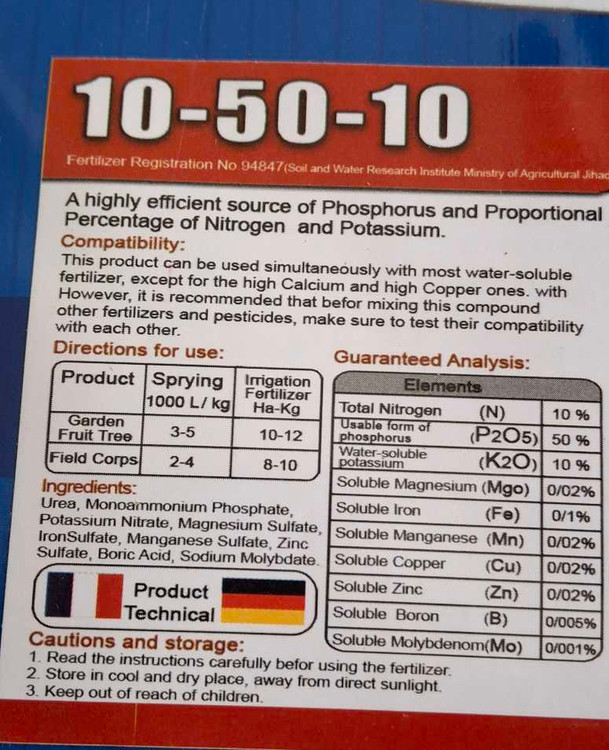 10-50-10
Fertilizer Registration No.94847(Soil and Water Research Institute Ministry of Agricultural Jihad
A highly efficient source of Phosphorus and Proportional
Percentage of Nitrogen and Potassium.
Compatibility:
This product can be used simultaneously with most water-soluble
fertilizer, except for the high Calcium and high Copper ones. with
However, it is recommended that befor mixing this compound
other fertilizers and pesticides, make sure to test their compatibility
with each other.
Directions for use:
Product Sprying 1000 L/kg Irrigation Fertilizer Ha-Kg
Garden Fruit Tree 3-5 10-12
Field Corps 2-4 8-10
Guaranteed Analysis:
Elements
Total Nitrogen (N) 10 %
Usable form of phosphorus (P2O5) 50 %
Water-soluble potassium (K2O) 10 %
Soluble Magnesium (Mgo) 0/02%
Soluble Iron (Fe) 0/1%
Soluble Manganese (Mn) 0/02%
Soluble Copper (Cu) 0/02%
Soluble Zinc (Zn) 0/02%
Soluble Boron (B) 0/005%
Soluble Molybdenom(Mo) 0/001%
Ingredients:
Urea, Monoammonium Phosphate,
Potassium Nitrate, Magnesium Sulfate,
IronSulfate, Manganese Sulfate, Zinc
Sulfate, Boric Acid, Sodium Molybdate.
Product
Technical
Cautions and storage:
1. Read the instructions carefully befor using the fertilizer.
2. Store in cool and dry place, away from direct sunlight.
3. Keep out of reach of children.